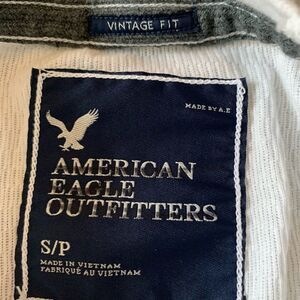 VINTAGE FIT
MADE BY A.E
AMERICAN
EAGLE
OUTFITTERS
S/P
MADE IN VIETNAM
FABRIQUÉ AU VIETNAM